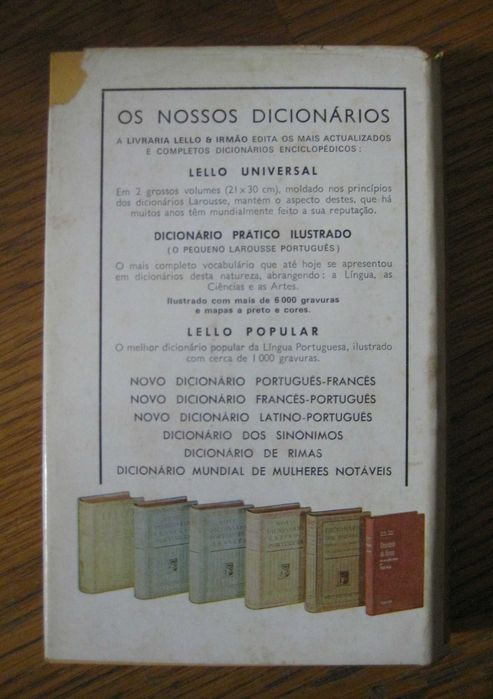 OS NOSSOS DICIONÁRIOS
A LIVRARIA LELLO & IRMÃO EDITA OS MAIS ACTUALIZADOS
E COMPLETOS DICIONÁRIOS ENCICLOPÉDICOS:
LELLO UNIVERSAL
Em 2 grossos volumes (21 x 30 cm), moldado nos princípios
dos dicionários Larousse, mantém o aspecto destes, que há
muitos anos têm mundialmente feito a sua reputação.
DICIONÁRIO PRÁTICO ILUSTRADO
(O PEQUENO LAROUSSE PORTUGUÊS)
O mais completo vocabulário que até hoje se apresentou
em dicionários desta natureza, abrangendo: a Língua, as
Ciências e as Artes.
Ilustrado com mais de 6 000 gravuras
e mapas a preto e cores.
LELLO POPULAR
O melhor dicionário popular da Língua Portuguesa, ilustrado
com cerca de 1 000 gravuras.
NOVO DICIONÁRIO PORTUGUÊS-FRANCÊS
NOVO DICIONÁRIO FRANCÊS-PORTUGUÊS
NOVO DICIONÁRIO LATINO-PORTUGUÊS
DICIONÁRIO DOS SINÓNIMOS
DICIONÁRIO DE RIMAS
DICIONÁRIO MUNDIAL DE MULHERES NOTÁVEIS